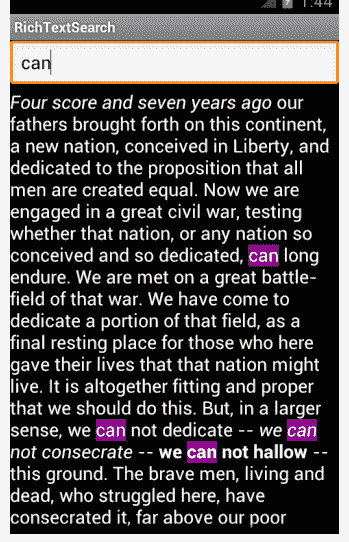 1:44
RichTextSearch
can
Four score and seven years ago our
fathers brought forth on this continent,
a new nation, conceived in Liberty, and
dedicated to the proposition that all
men are created equal. Now we are
engaged in a great civil war, testing
whether that nation, or any nation so
conceived and so dedicated, can long
endure. We are met on a great battle-
field of that war. We have come to
dedicate a portion of that field, as a
final resting place for those who here
gave their lives that that nation might
live. It is altogether fitting and proper
that we should do this. But, in a larger
sense, we can not dedicate -- we can
not consecrate -- we can not hallow --
this ground. The brave men, living and
dead, who struggled here, have
consecrated it, far above our poor